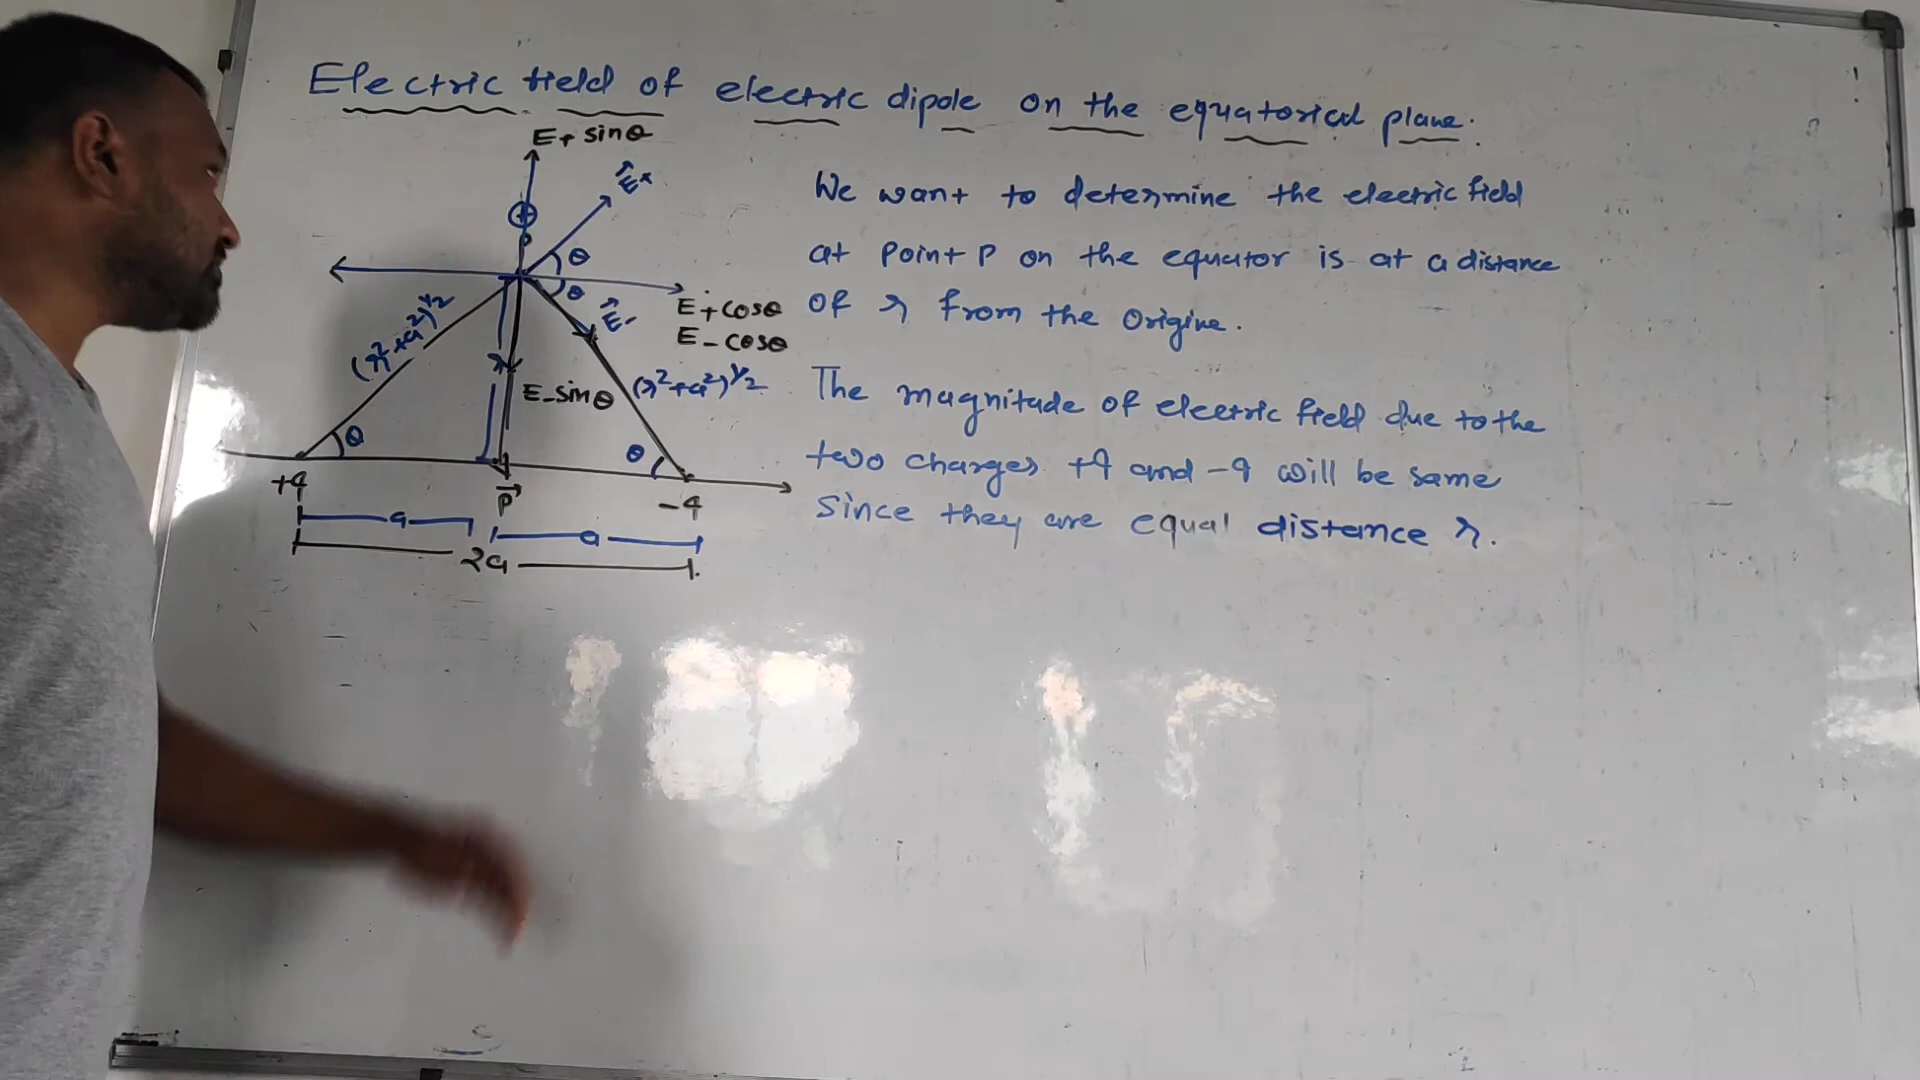 Electric field of electric dipole on the equatorical plane.
E+ sinθ
E+
P
θ
θ
E-
E+cosθ
E-cosθ
(r²+a²)^1/2
r
E-sinθ
(r²+a²)^1/2
θ
θ
+q
P
-q
a
a
2a
We want to determine the electric field
at point P on the equator is at a distance
of r from the origine.
The magnitude of electric field due to the
two charges +q and -q will be same
since they are equal distance r.